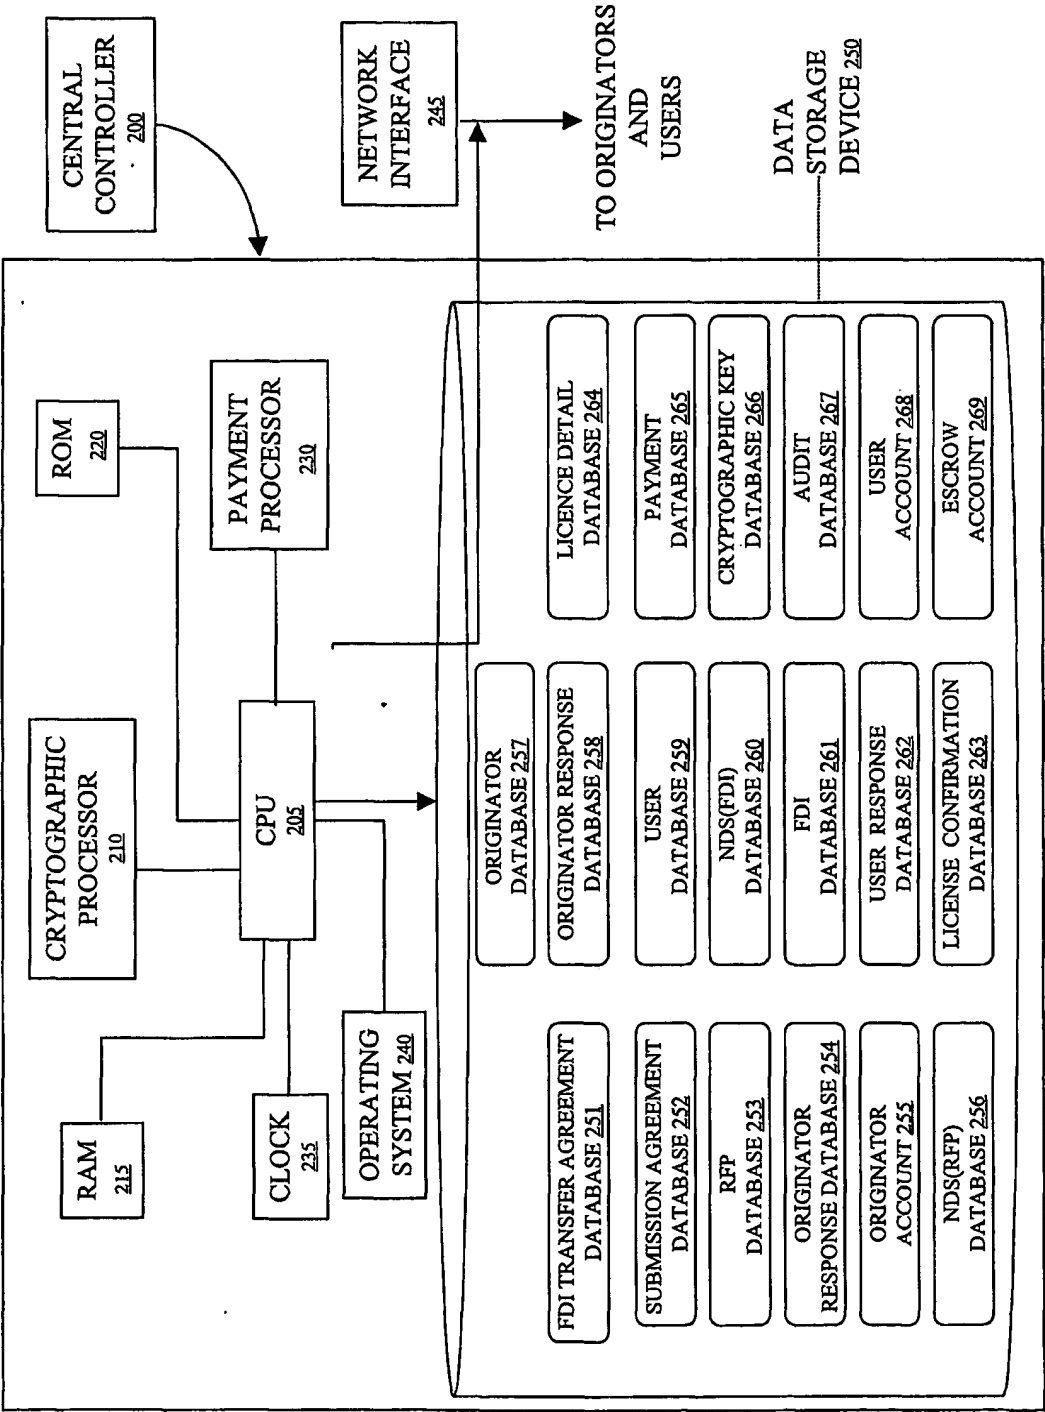 CENTRAL
CONTROLLER
200
NETWORK
INTERFACE
245
TO ORIGINATORS
AND
USERS
DATA
STORAGE
DEVICE 250
ROM
220
PAYMENT
PROCESSOR
230
CRYPTOGRAPHIC
PROCESSOR
210
CPU
205
RAM
215
CLOCK
235
OPERATING
SYSTEM 240
FDI TRANSFER AGREEMENT
DATABASE 251
SUBMISSION AGREEMENT
DATABASE 252
RFP
DATABASE 253
ORIGINATOR
RESPONSE DATABASE 254
ORIGINATOR
ACCOUNT 255
NDS(RFP)
DATABASE 256
ORIGINATOR
DATABASE 257
ORIGINATOR RESPONSE
DATABASE 258
USER
DATABASE 259
NDS(FDI)
DATABASE 260
FDI
DATABASE 261
USER RESPONSE
DATABASE 262
LICENSE CONFIRMATION
DATABASE 263
LICENCE DETAIL
DATABASE 264
PAYMENT
DATABASE 265
CRYPTOGRAPHIC KEY
DATABASE 266
AUDIT
DATABASE 267
USER
ACCOUNT 268
ESCROW
ACCOUNT 269